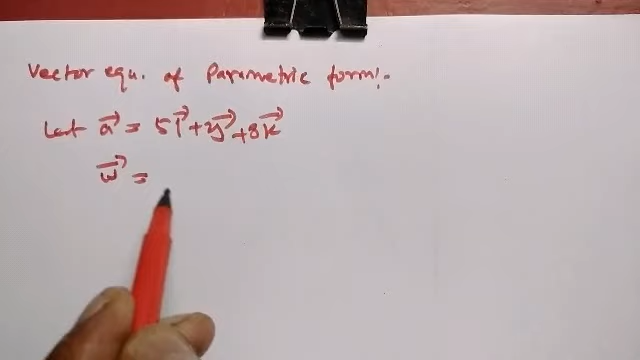 Vector equ. of Parametric form:-
Let a⃗ = 5i⃗ + 2j⃗ + 8k⃗
w⃗ =